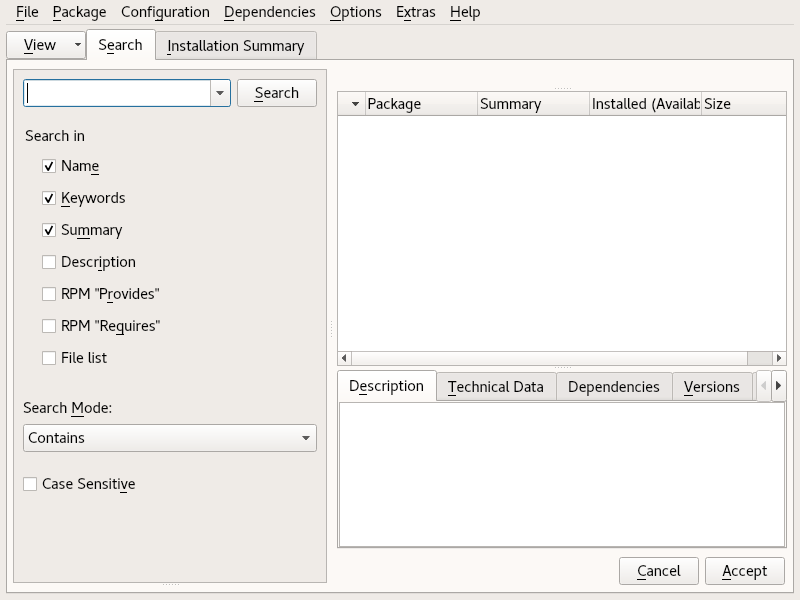 File Package Configuration Dependencies Options Extras Help
View Search Installation Summary
Search
Search in
Name
Keywords
Summary
Description
RPM "Provides"
RPM "Requires"
File list
Search Mode:
Contains
Case Sensitive
Package Summary Installed (Availab Size
Description Technical Data Dependencies Versions
Cancel Accept